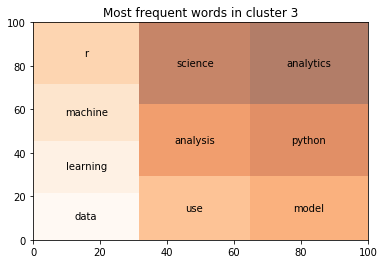 Most frequent words in cluster 3
100
80
60
40
20
0
r
science
analytics
machine
analysis
python
learning
data
use
model
0
20
40
60
80
100